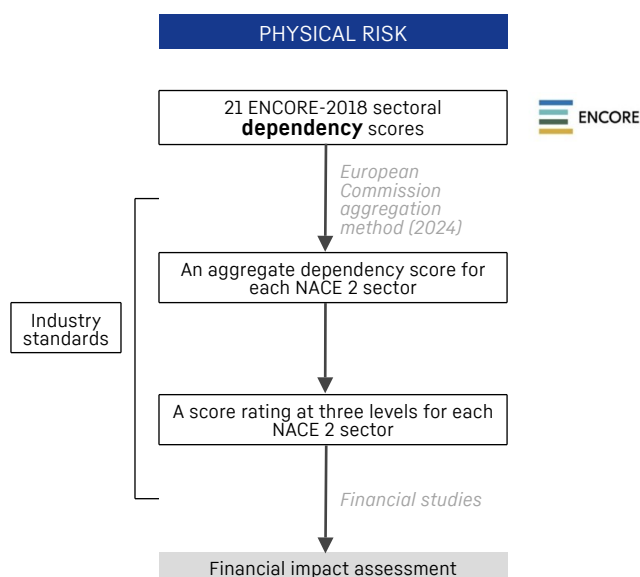 PHYSICAL RISK
21 ENCORE-2018 sectoral
dependency scores
ENCORE
European
Commission
aggregation
method (2024)
An aggregate dependency score for
each NACE 2 sector
Industry
standards
A score rating at three levels for each
NACE 2 sector
Financial studies
Financial impact assessment